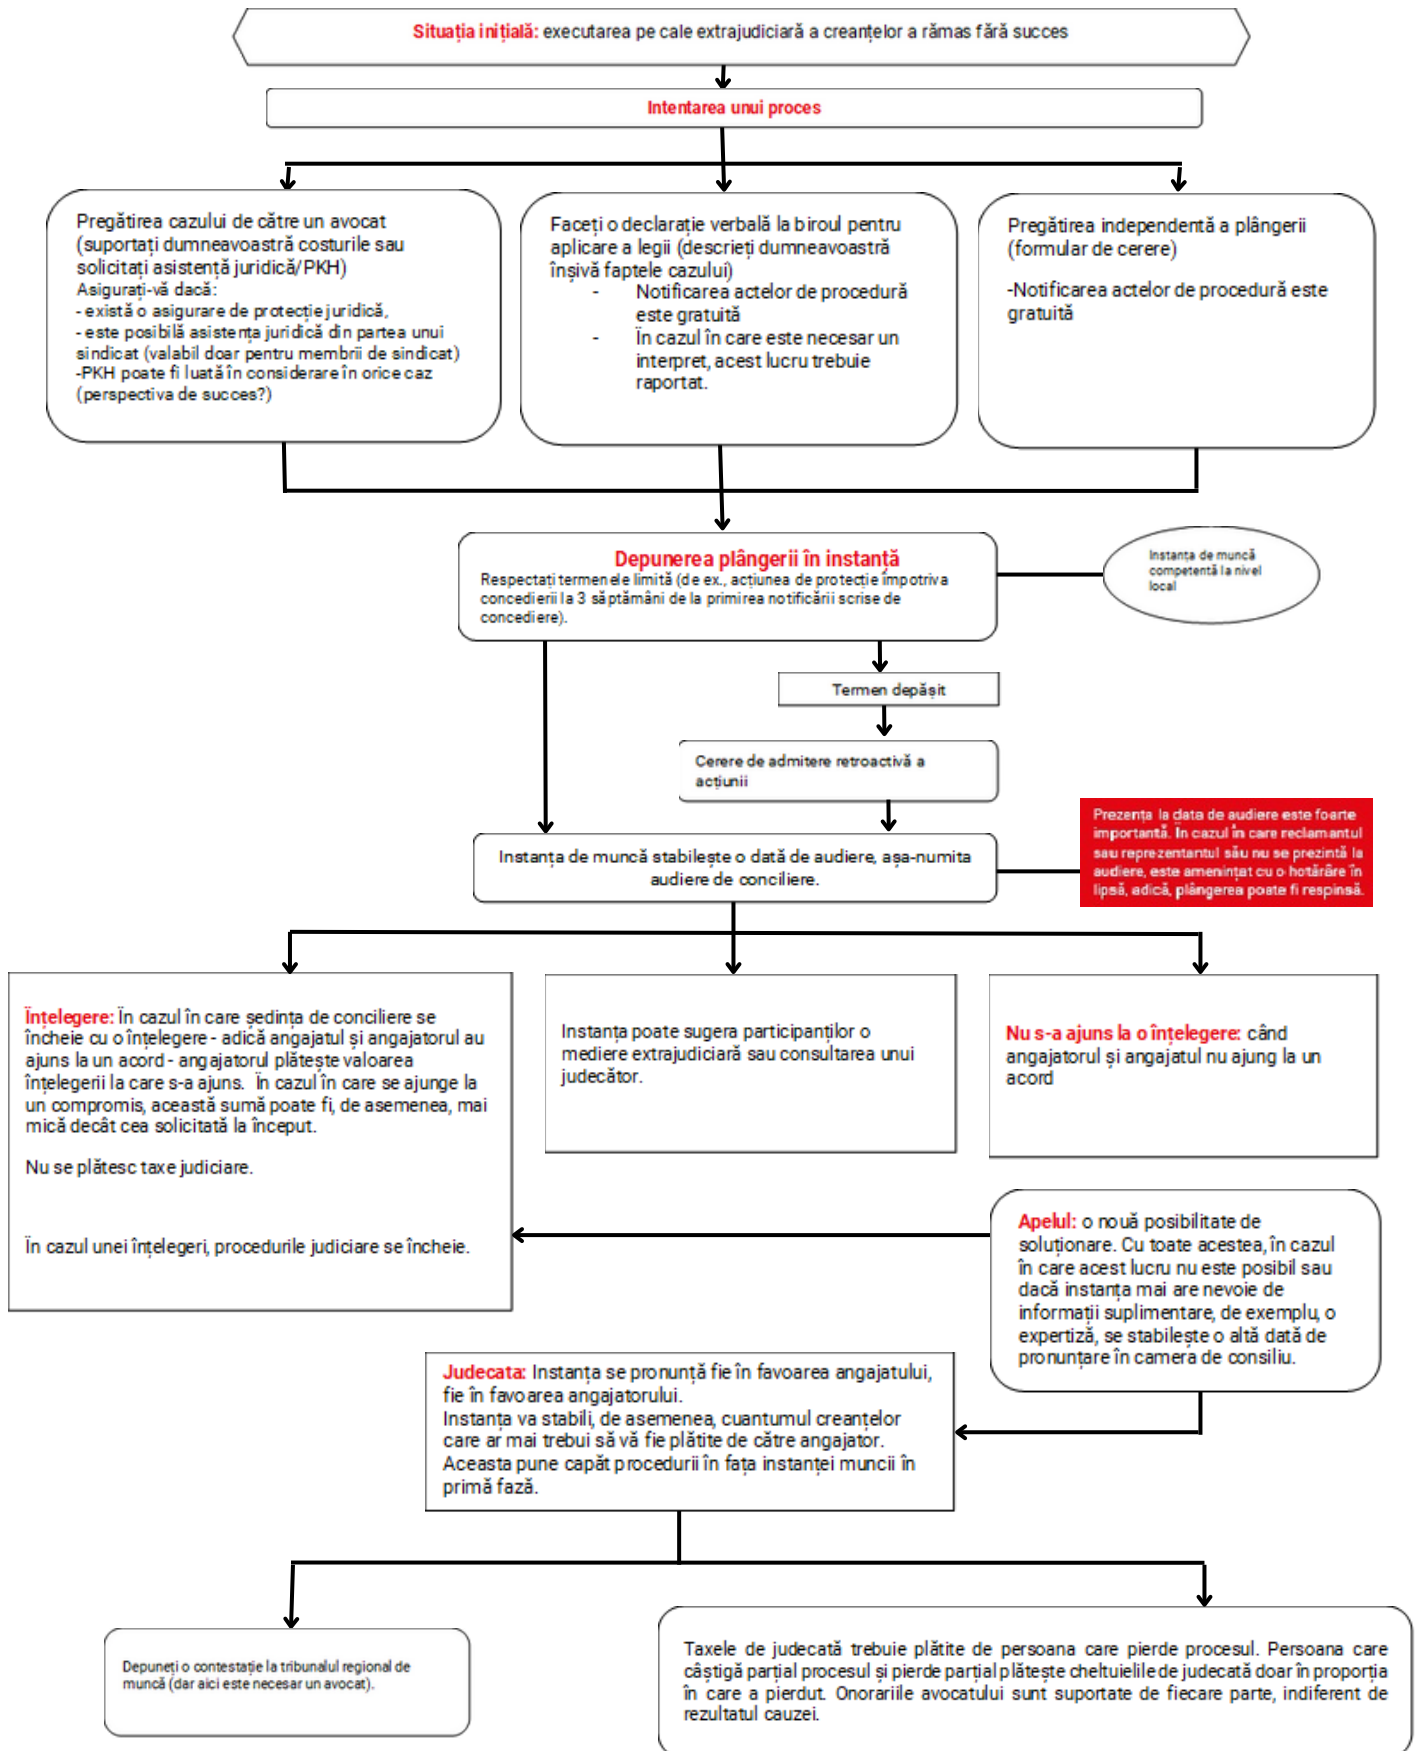 Situația inițială: executarea pe cale extrajudiciară a creanțelor a rămas fără succes
Intentarea unui proces
Pregătirea cazului de către un avocat
(suportați dumneavoastră costurile sau
solicitați asistență juridică/PKH)
Asigurați-vă dacă:
- există o asigurare de protecție juridică,
- este posibilă asistența juridică din partea unui
sindicat (valabil doar pentru membrii de sindicat)
-PKH poate fi luată în considerare în orice caz
(perspectiva de succes?)
Faceți o declarație verbală la biroul pentru
aplicare a legii (descrieți dumneavoastră
înșivă faptele cazului)
- Notificarea actelor de procedură
este gratuită
- În cazul în care este necesar un
interpret, acest lucru trebuie
raportat.
Pregătirea independentă a plângerii
(formular de cerere)
-Notificarea actelor de procedură este
gratuită
Depunerea plângerii în instanță
Respectați termenele limită (de ex., acțiunea de protecție împotriva
concedierii la 3 săptămâni de la primirea notificării scrise de
concediere).
Instanța de muncă
competentă la nivel
local
Termen depășit
Cerere de admitere retroactivă a
acțiunii
Instanța de muncă stabilește o dată de audiere, așa-numita
audiere de conciliere.
Prezența la data de audiere este foarte
importantă. În cazul în care reclamantul
sau reprezentantul său nu se prezintă la
audiere, este amenințat cu o hotărâre în
lipsă, adică, plângerea poate fi respinsă.
Înțelegere: În cazul în care ședința de conciliere se
încheie cu o înțelegere - adică angajatul și angajatorul au
ajuns la un acord - angajatorul plătește valoarea
înțelegerii la care s-a ajuns. În cazul în care se ajunge la
un compromis, această sumă poate fi, de asemenea, mai
mică decât cea solicitată la început.
Nu se plătesc taxe judiciare.
În cazul unei înțelegeri, procedurile judiciare se încheie.
Instanța poate sugera participanților o
mediere extrajudiciară sau consultarea unui
judecător.
Nu s-a ajuns la o înțelegere: când
angajatorul și angajatul nu ajung la un
acord
Apelul: o nouă posibilitate de
soluționare. Cu toate acestea, în cazul
în care acest lucru nu este posibil sau
dacă instanța mai are nevoie de
informații suplimentare, de exemplu, o
expertiză, se stabilește o altă dată de
pronunțare în camera de consiliu.
Judecata: Instanța se pronunță fie în favoarea angajatului,
fie în favoarea angajatorului.
Instanța va stabili, de asemenea, cuantumul creanțelor
care ar mai trebui să vă fie plătite de către angajator.
Aceasta pune capăt procedurii în fața instanței muncii în
primă fază.
Depuneți o contestație la tribunalul regional de
muncă (dar aici este necesar un avocat).
Taxele de judecată trebuie plătite de persoana care pierde procesul. Persoana care
câștigă parțial procesul și pierde parțial plătește cheltuielile de judecată doar în proporția
în care a pierdut. Onorariile avocatului sunt suportate de fiecare parte, indiferent de
rezultatul cauzei.